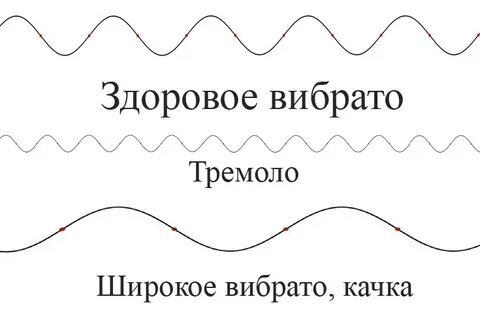 Здоровое вибрато
Тремоло
Широкое вибрато, качка